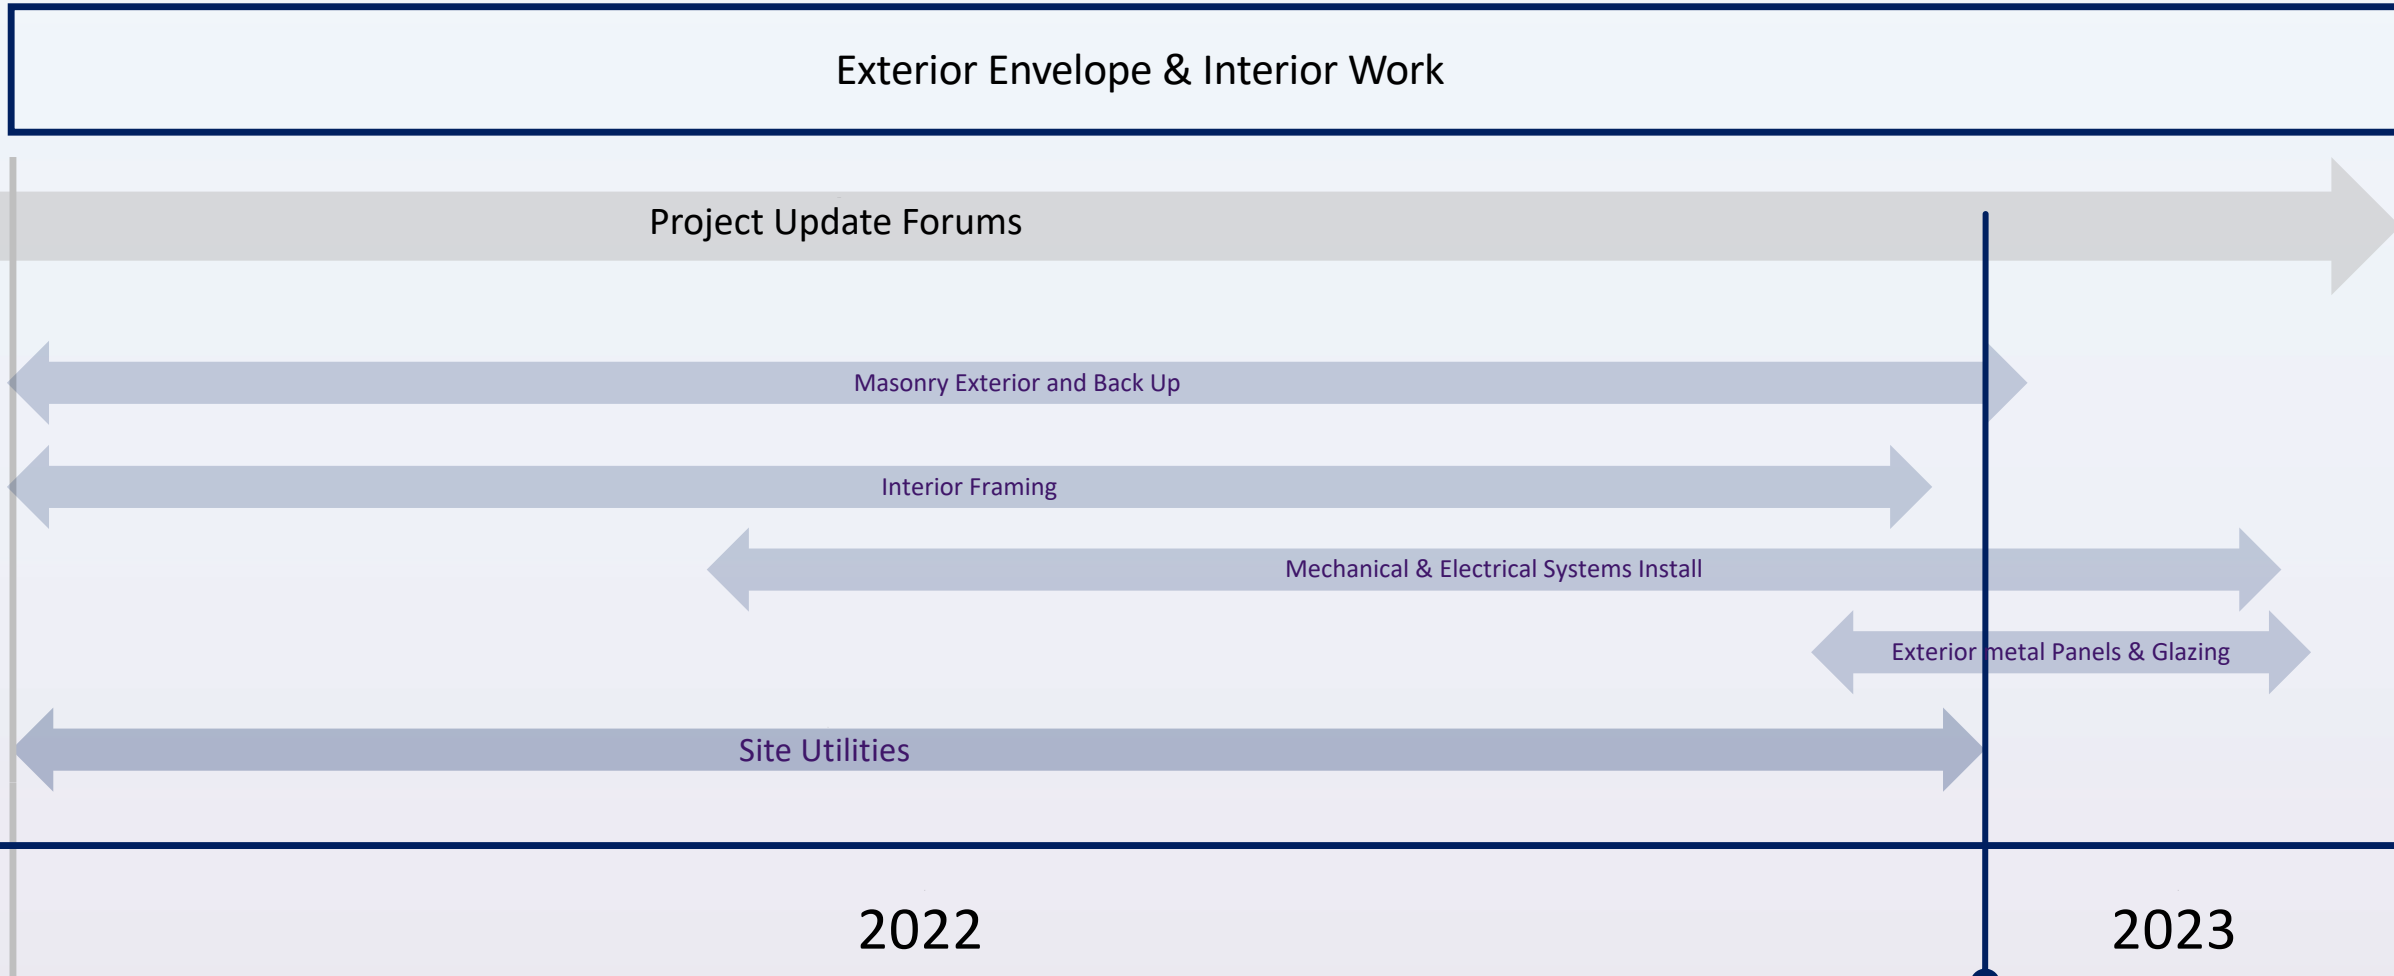 Exterior Envelope & Interior Work
Project Update Forums
Masonry Exterior and Back Up
Interior Framing
Mechanical & Electrical Systems Install
Exterior metal Panels & Glazing
Site Utilities
2022
2023